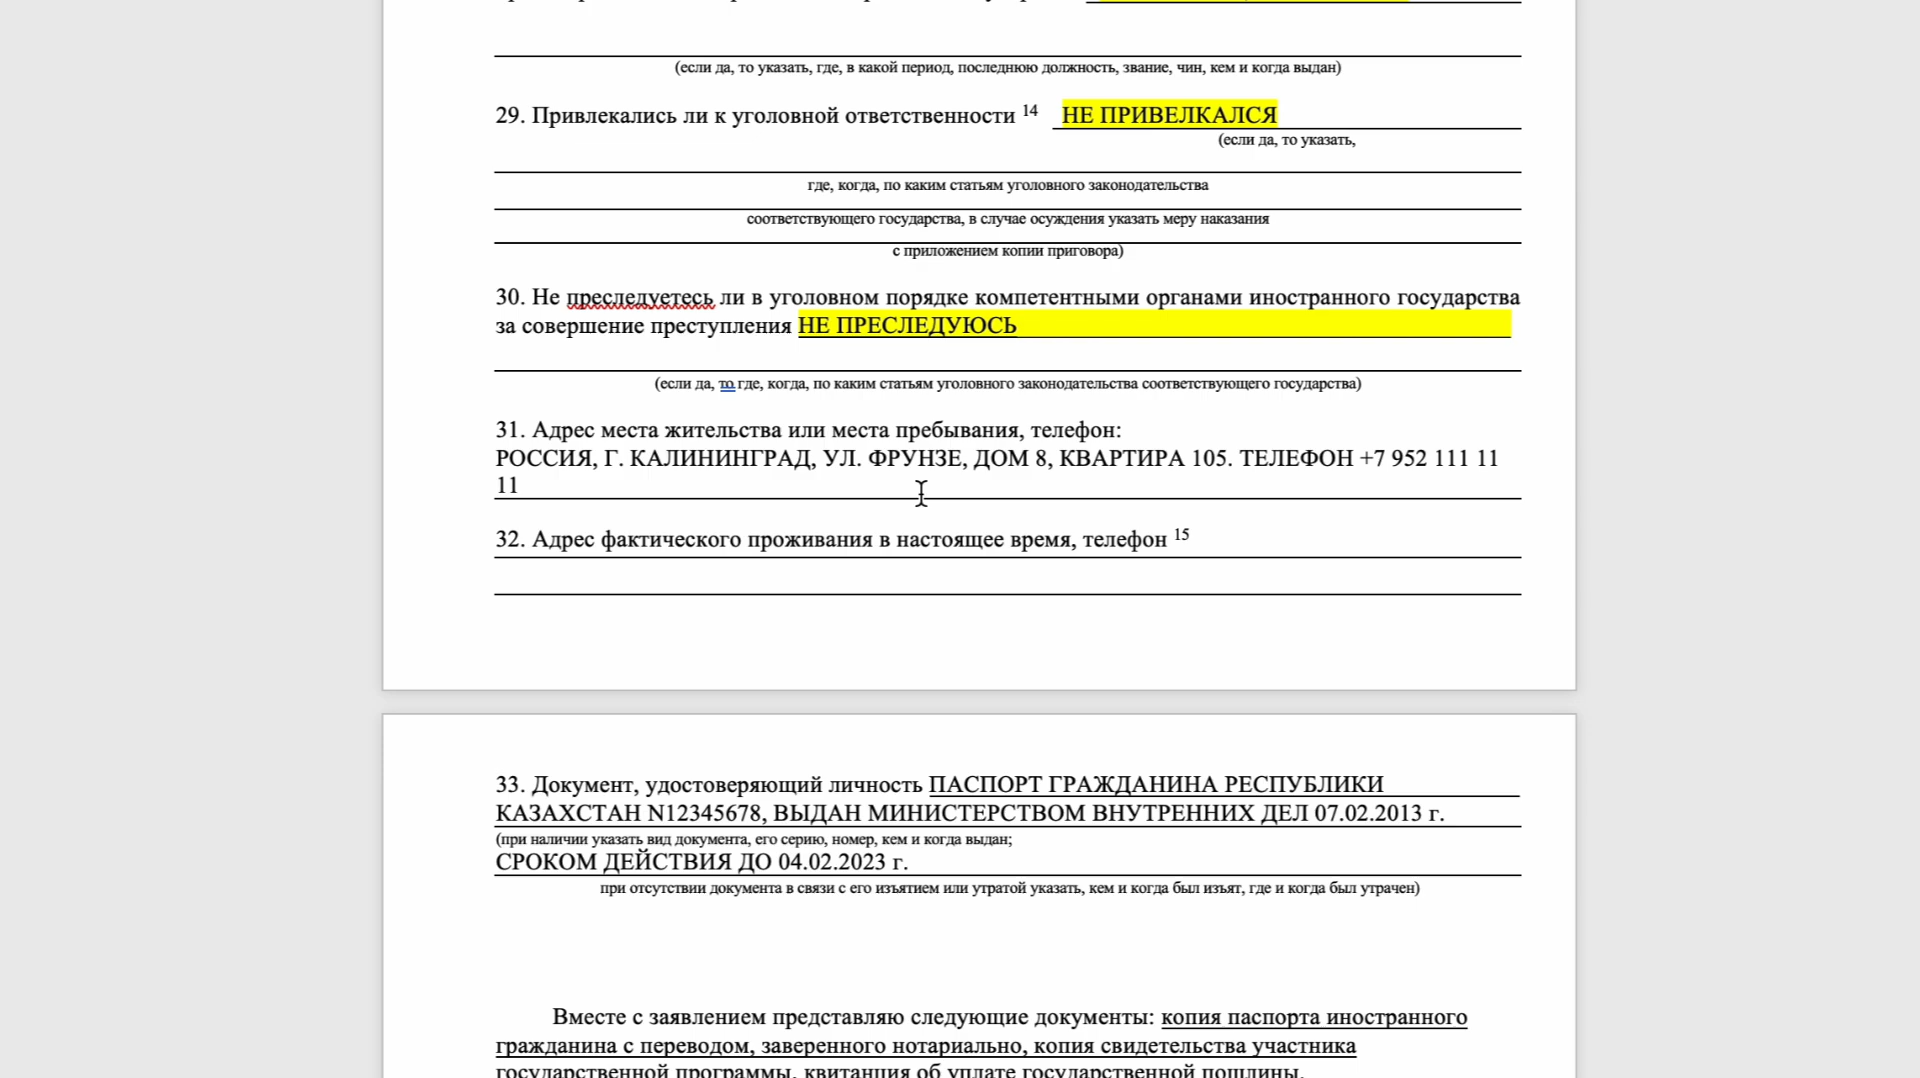 (если да, то указать, где, в какой период, последнюю должность, звание, чин, кем и когда выдан)
29. Привлекались ли к уголовной ответственности 14 НЕ ПРИВЕЛКАЛСЯ
(если да, то указать,
где, когда, по каким статьям уголовного законодательства
соответствующего государства, в случае осуждения указать меру наказания
с приложением копии приговора)
30. Не преследуетесь ли в уголовном порядке компетентными органами иностранного государства
за совершение преступления НЕ ПРЕСЛЕДУЮСЬ
(если да, то где, когда, по каким статьям уголовного законодательства соответствующего государства)
31. Адрес места жительства или места пребывания, телефон:
РОССИЯ, Г. КАЛИНИНГРАД, УЛ. ФРУНЗЕ, ДОМ 8, КВАРТИРА 105. ТЕЛЕФОН +7 952 111 11
11
32. Адрес фактического проживания в настоящее время, телефон 15
33. Документ, удостоверяющий личность ПАСПОРТ ГРАЖДАНИНА РЕСПУБЛИКИ
КАЗАХСТАН N12345678, ВЫДАН МИНИСТЕРСТВОМ ВНУТРЕННИХ ДЕЛ 07.02.2013 г.
(при наличии указать вид документа, его серию, номер, кем и когда выдан;
СРОКОМ ДЕЙСТВИЯ ДО 04.02.2023 г.
при отсутствии документа в связи с его изъятием или утратой указать, кем и когда был изъят, где и когда был утрачен)
Вместе с заявлением представляю следующие документы: копия паспорта иностранного
гражданина с переводом, заверенного нотариально, копия свидетельства участника
государственной программы, квитанция об уплате государственной пошлины.